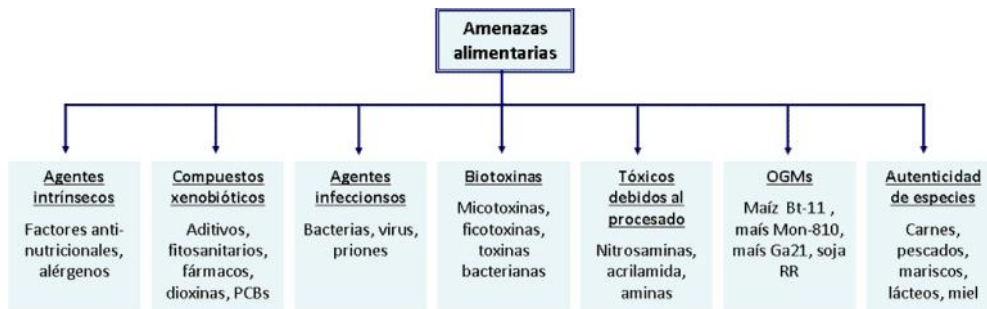 Amenazas
alimentarias
Agentes
intrínsecos
Factores anti-
nutricionales,
alérgenos
Compuestos
xenobióticos
Aditivos,
fitosanitarios,
fármacos,
dioxinas, PCBs
Agentes
infeccionsos
Bacterias, virus,
priones
Biotoxinas
Micotoxinas,
ficotoxinas,
toxinas
bacterianas
Tóxicos
debidos al
procesado
Nitrosaminas,
acrilamida,
aminas
OGMs
Maíz Bt-11 ,
maís Mon-810,
maís Ga21, soja
RR
Autenticidad
de especies
Carnes,
pescados,
mariscos,
lácteos, miel